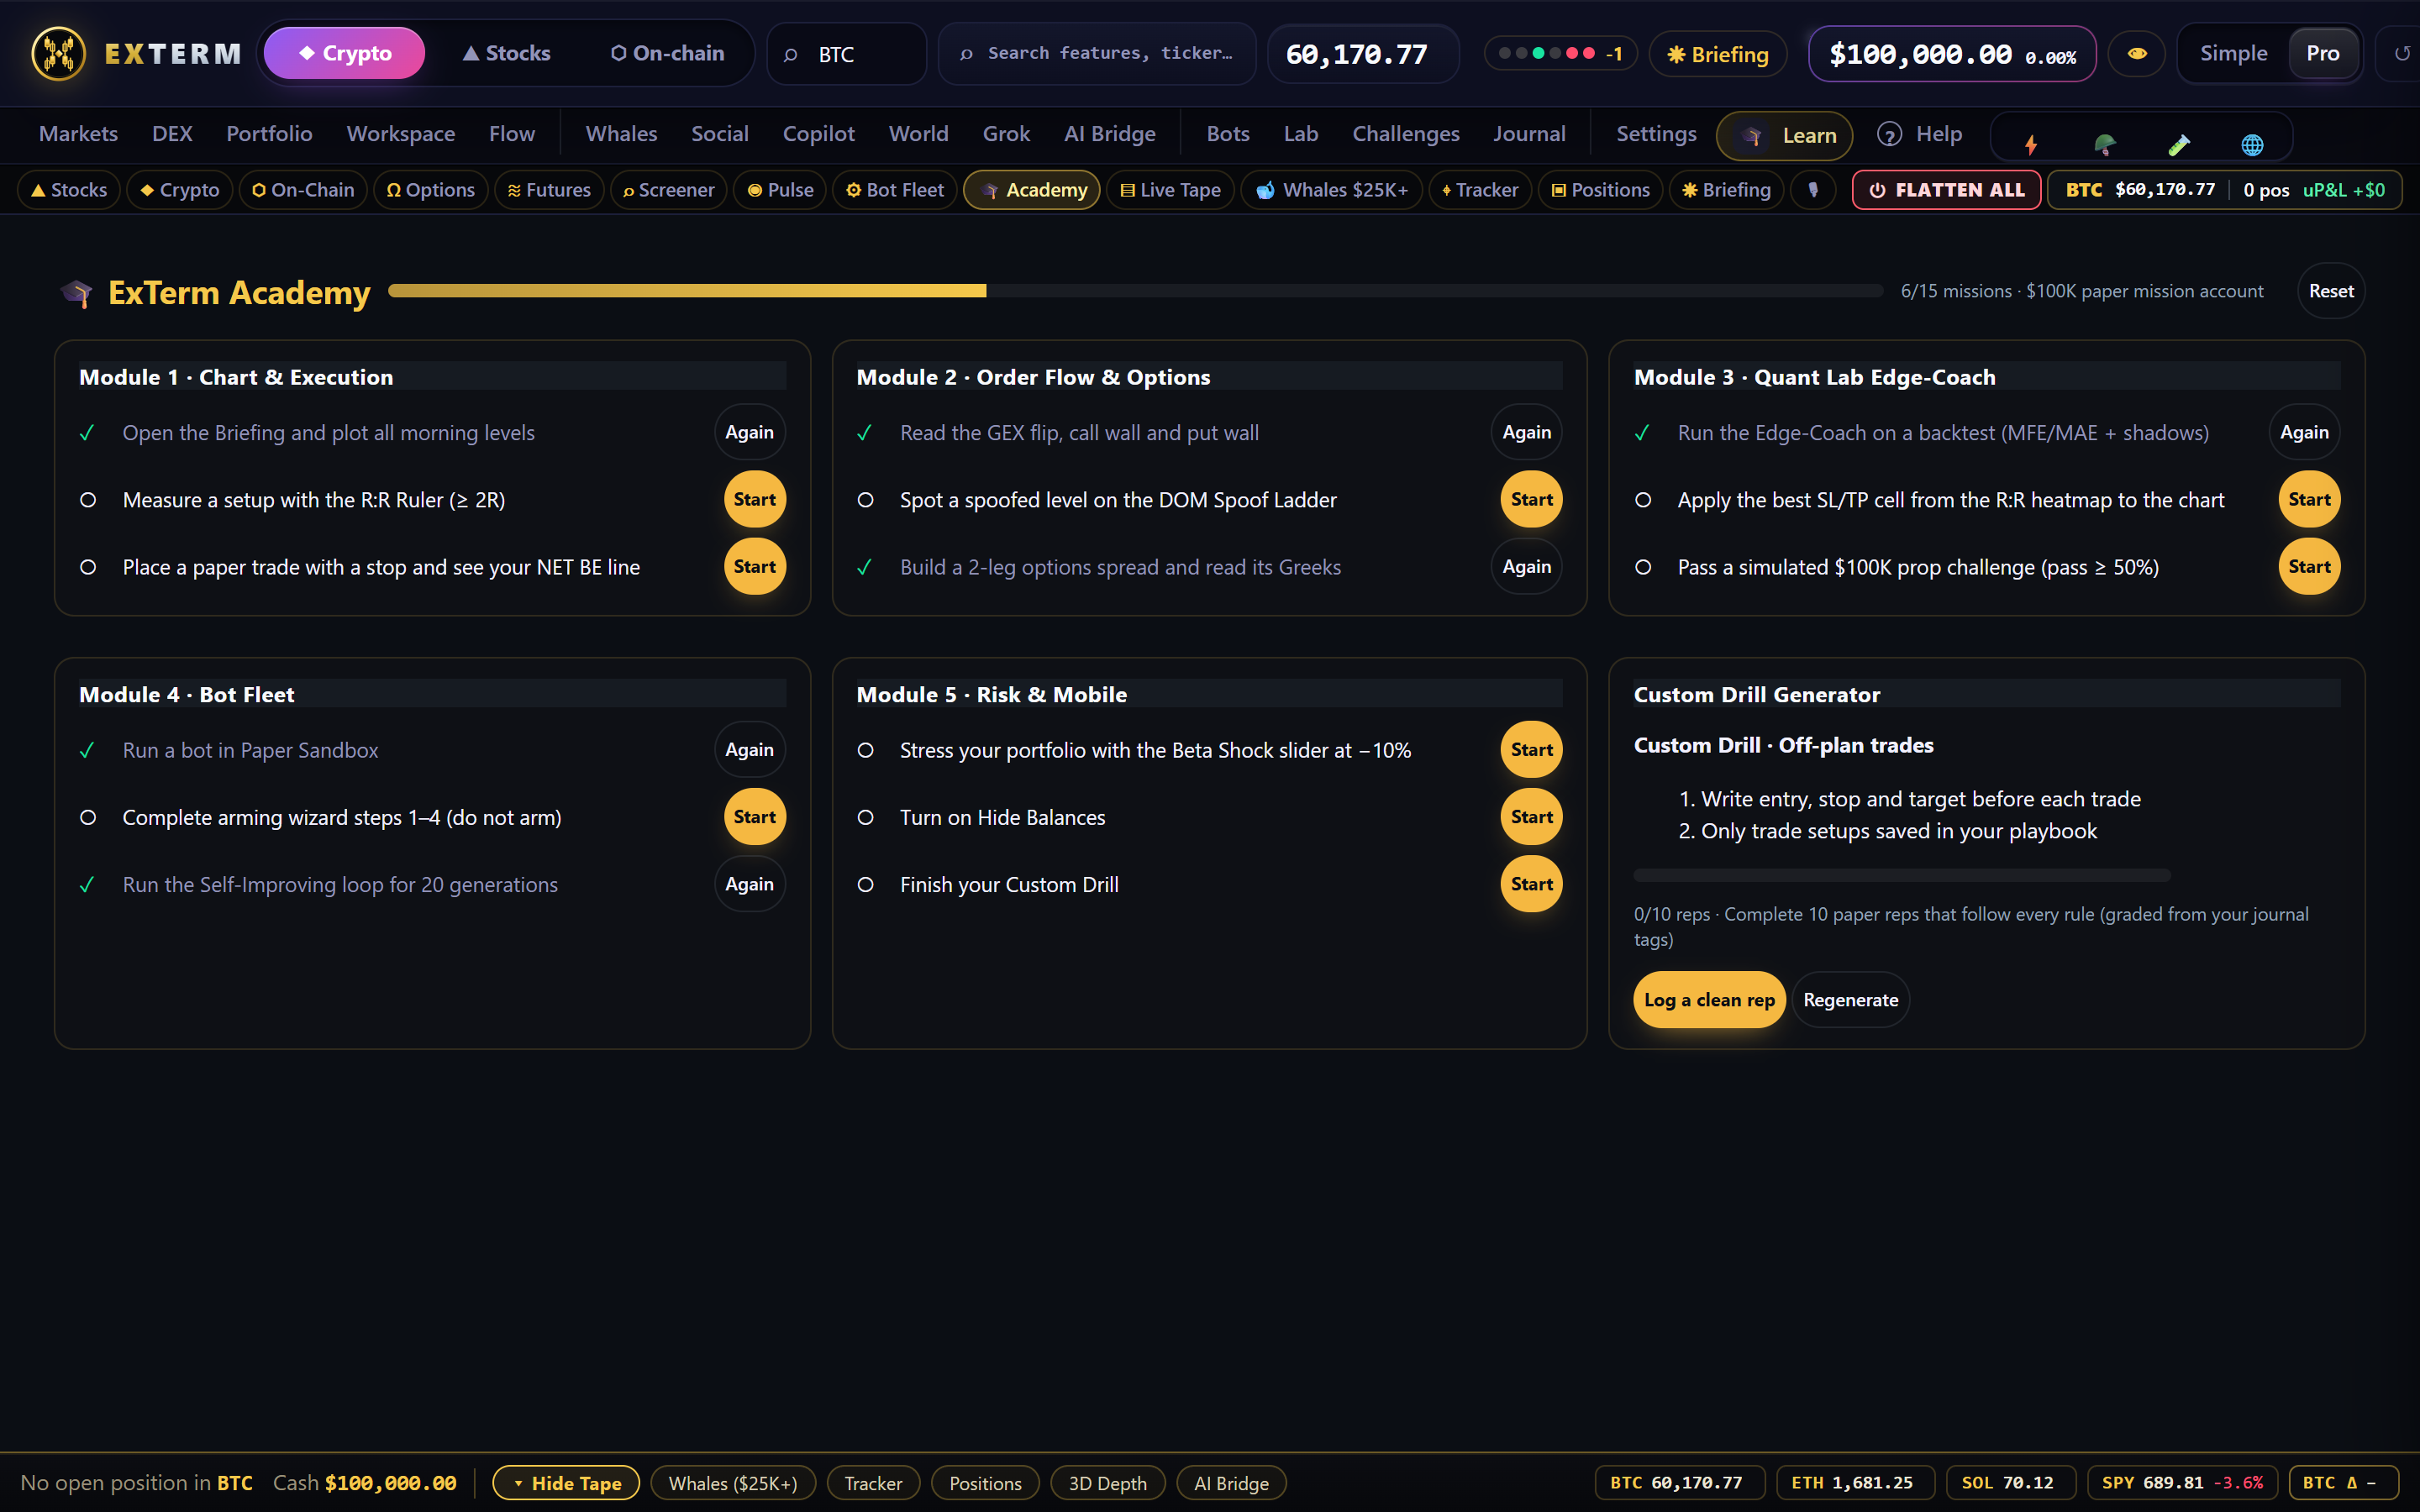 EXTERM
Crypto
Stocks
On-chain
BTC
Search features, ticker…
60,170.77
-1
Briefing
$100,000.00 0.00%
Simple
Pro
Markets DEX Portfolio Workspace Flow Whales Social Copilot World Grok AI Bridge Bots Lab Challenges Journal Settings Learn ? Help
Stocks Crypto On-Chain Ω Options Futures Screener Pulse Bot Fleet Academy Live Tape Whales $25K+ Tracker Positions Briefing FLATTEN ALL BTC $60,170.77 0 pos uP&L +$0
ExTerm Academy
6/15 missions · $100K paper mission account
Reset
Module 1 · Chart & Execution
✓ Open the Briefing and plot all morning levels Again
○ Measure a setup with the R:R Ruler (≥ 2R) Start
○ Place a paper trade with a stop and see your NET BE line Start
Module 2 · Order Flow & Options
✓ Read the GEX flip, call wall and put wall Again
○ Spot a spoofed level on the DOM Spoof Ladder Start
✓ Build a 2-leg options spread and read its Greeks Again
Module 3 · Quant Lab Edge-Coach
✓ Run the Edge-Coach on a backtest (MFE/MAE + shadows) Again
○ Apply the best SL/TP cell from the R:R heatmap to the chart Start
○ Pass a simulated $100K prop challenge (pass ≥ 50%) Start
Module 4 · Bot Fleet
✓ Run a bot in Paper Sandbox Again
○ Complete arming wizard steps 1–4 (do not arm) Start
✓ Run the Self-Improving loop for 20 generations Again
Module 5 · Risk & Mobile
○ Stress your portfolio with the Beta Shock slider at −10% Start
○ Turn on Hide Balances Start
○ Finish your Custom Drill Start
Custom Drill Generator
Custom Drill · Off-plan trades
1. Write entry, stop and target before each trade
2. Only trade setups saved in your playbook
0/10 reps · Complete 10 paper reps that follow every rule (graded from your journal
tags)
Log a clean rep
Regenerate
No open position in BTC Cash $100,000.00 Hide Tape Whales ($25K+) Tracker Positions 3D Depth AI Bridge BTC 60,170.77 ETH 1,681.25 SOL 70.12 SPY 689.81 -3.6% BTC Δ –